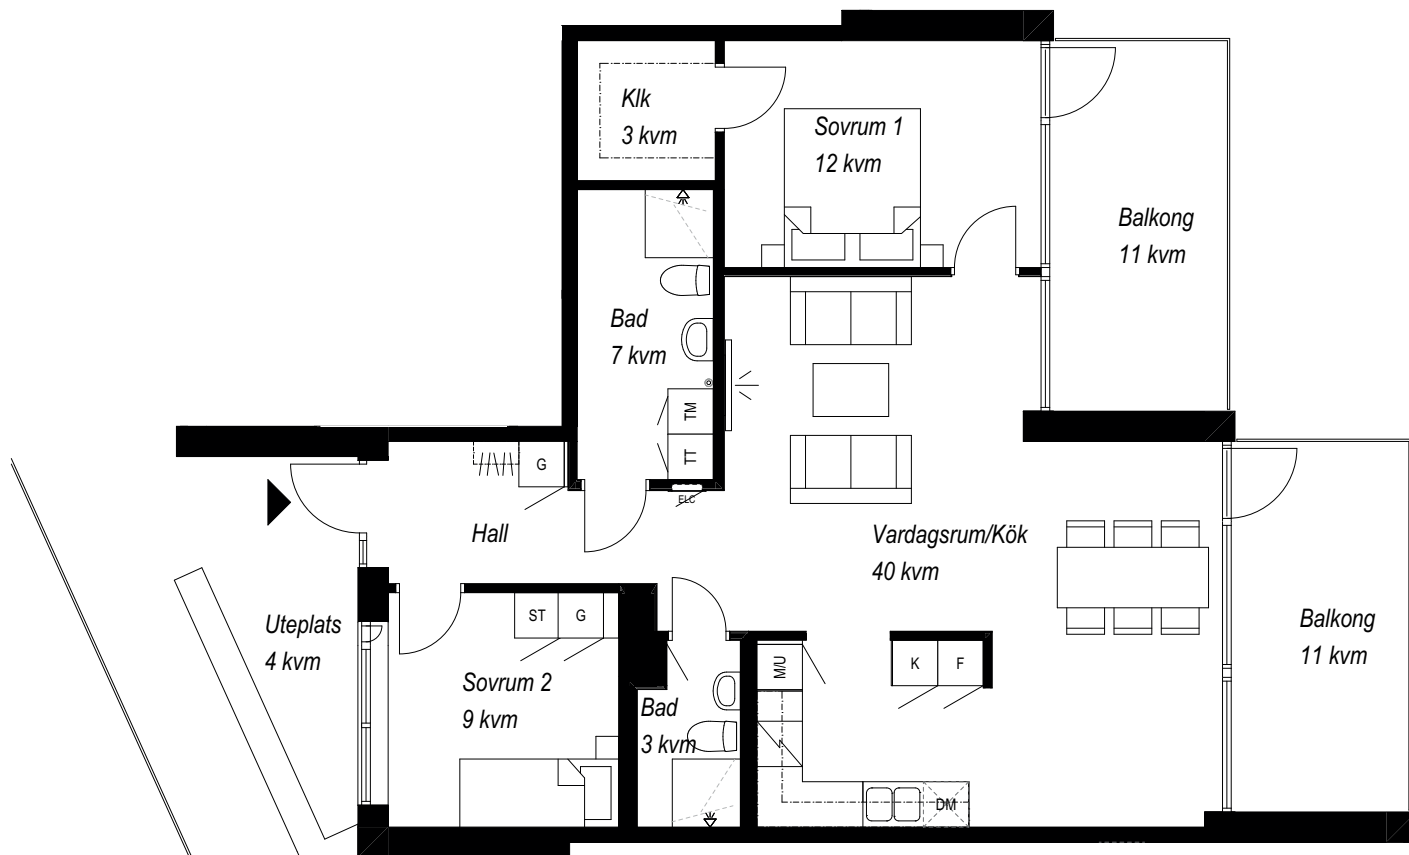 Klk
3 kvm
Sovrum 1
12 kvm
Balkong
11 kvm
Bad
7 kvm
TM
TT
ELC
G
Hall
Vardagsrum/Kök
40 kvm
Uteplats
4 kvm
ST
G
Sovrum 2
9 kvm
Bad
3 kvm
M/U
K
F
DM
Balkong
11 kvm